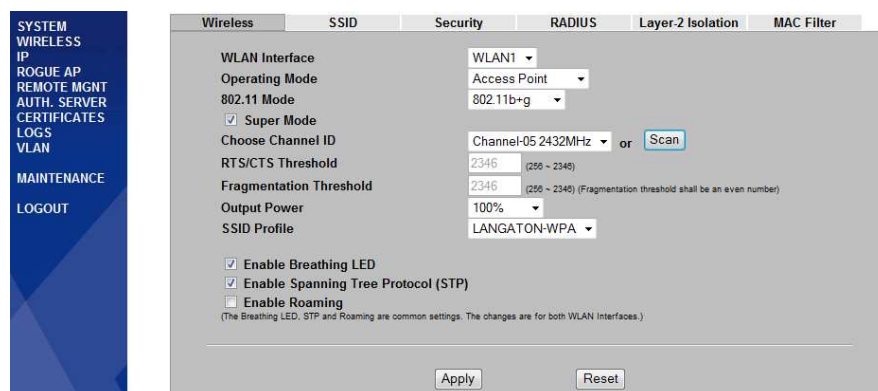 SYSTEM
WIRELESS
IP
ROGUE AP
REMOTE MGNT
AUTH. SERVER
CERTIFICATES
LOGS
VLAN
MAINTENANCE
LOGOUT
Wireless SSID Security RADIUS Layer-2 Isolation MAC Filter
WLAN Interface WLAN1
Operating Mode Access Point
802.11 Mode 802.11b+g
Super Mode
Choose Channel ID Channel-05 2432MHz or Scan
RTS/CTS Threshold 2346 (256 ~ 2346)
Fragmentation Threshold 2346 (256 ~ 2346) (Fragmentation threshold shall be an even number)
Output Power 100%
SSID Profile LANGATON-WPA
Enable Breathing LED
Enable Spanning Tree Protocol (STP)
Enable Roaming
(The Breathing LED, STP and Roaming are common settings. The changes are for both WLAN Interfaces.)
Apply Reset